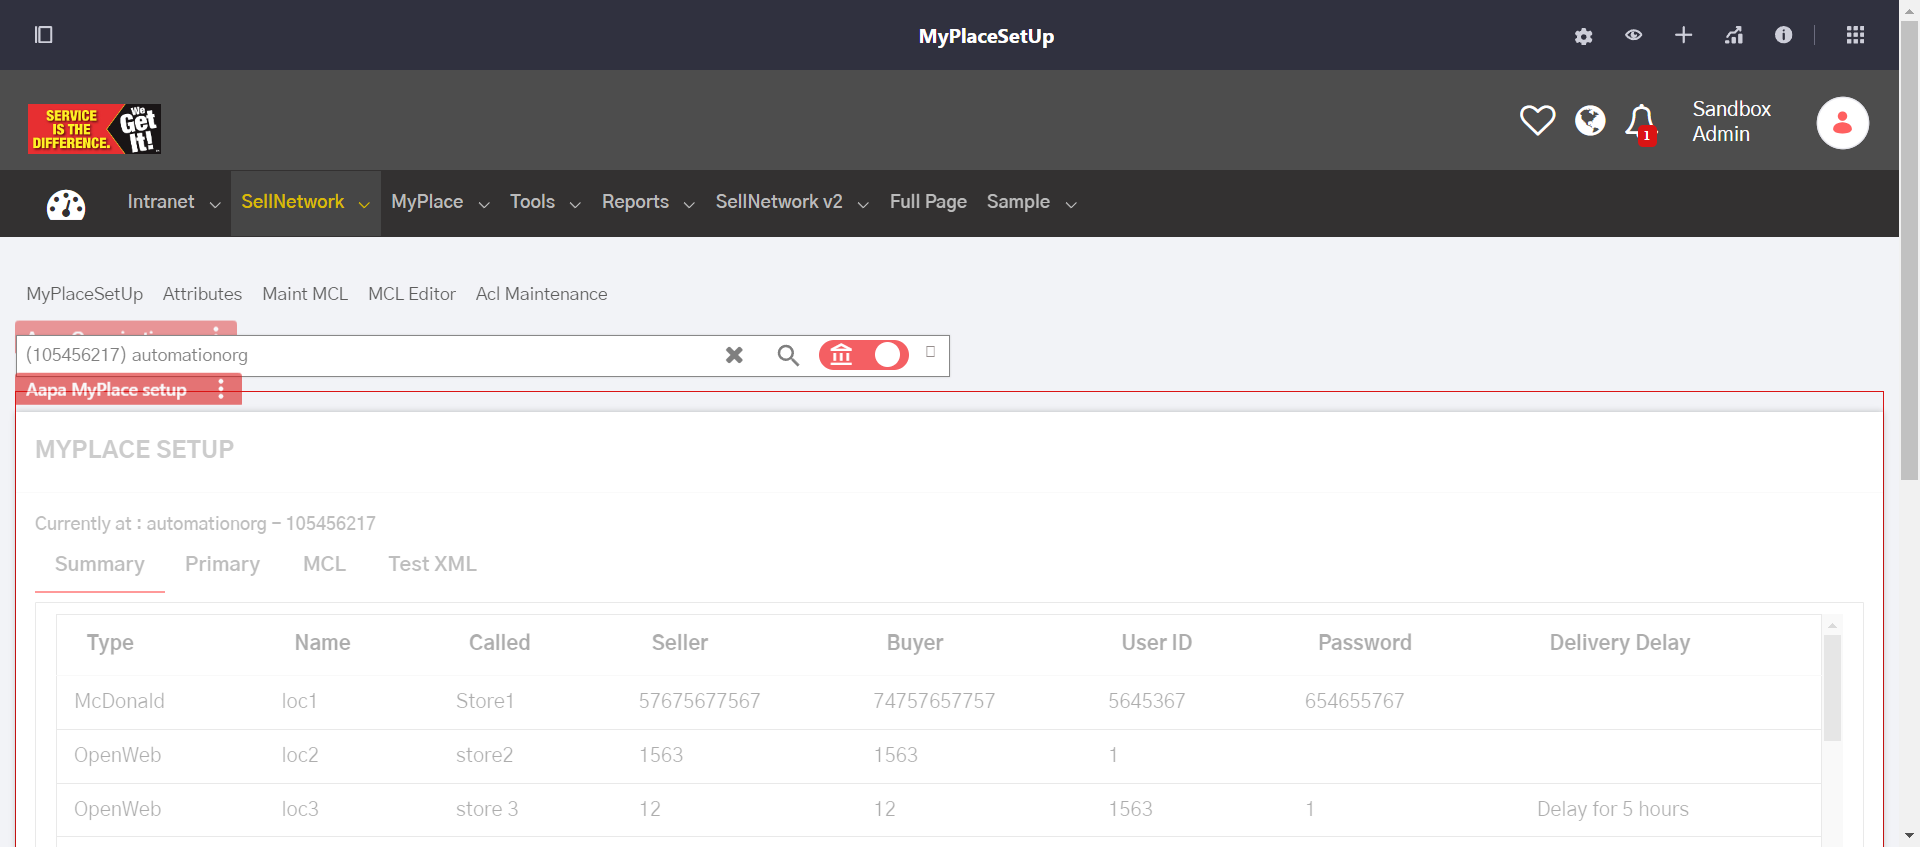 MyPlaceSetUp
SERVICE IS THE DIFFERENCE.
We Get It!
1
Sandbox Admin
Intranet SellNetwork MyPlace Tools Reports SellNetwork v2 Full Page Sample
MyPlaceSetUp Attributes Maint MCL MCL Editor Acl Maintenance
(105456217) automationorg
Aapa MyPlace setup
MYPLACE SETUP
Currently at : automationorg - 105456217
Summary Primary MCL Test XML
Type Name Called Seller Buyer User ID Password Delivery Delay
McDonald loc1 Store1 57675677567 74757657757 5645367 654655767
OpenWeb loc2 store2 1563 1563 1
OpenWeb loc3 store 3 12 12 1563 1 Delay for 5 hours